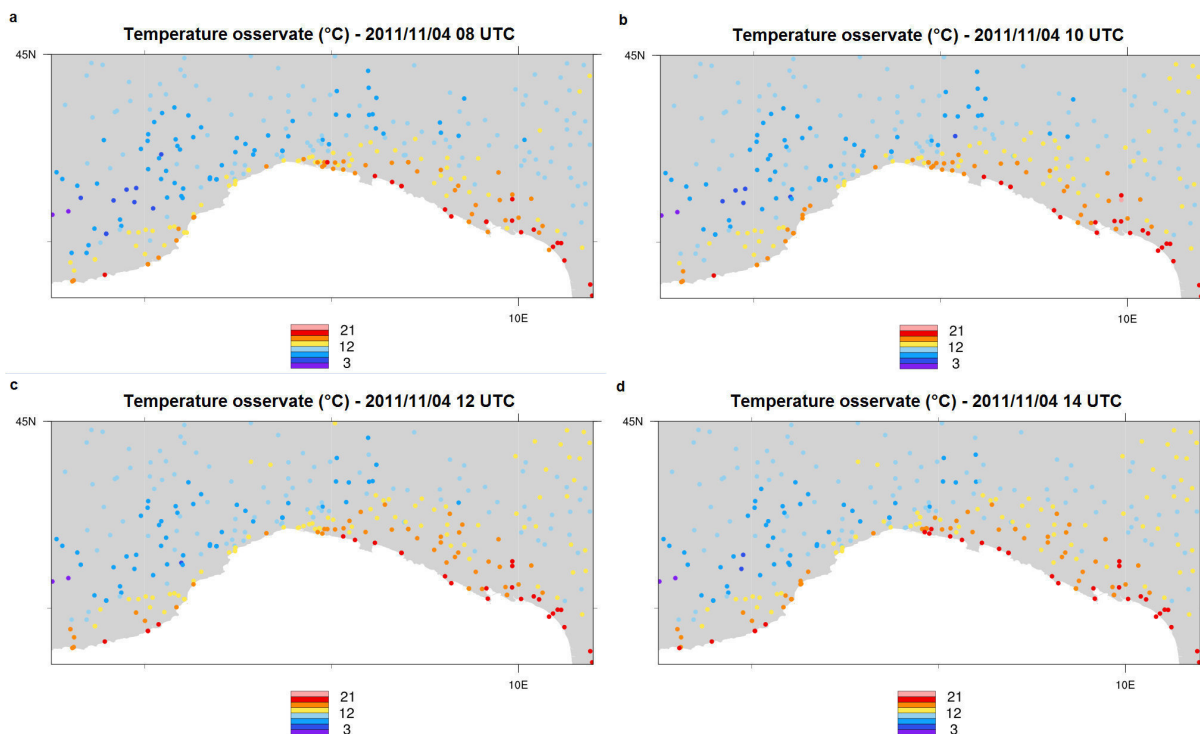 a
Temperature osservate (°C) - 2011/11/04 08 UTC
45N
10E
21
12
3
b
Temperature osservate (°C) - 2011/11/04 10 UTC
45N
10E
21
12
3
c
Temperature osservate (°C) - 2011/11/04 12 UTC
45N
10E
21
12
3
d
Temperature osservate (°C) - 2011/11/04 14 UTC
45N
10E
21
12
3